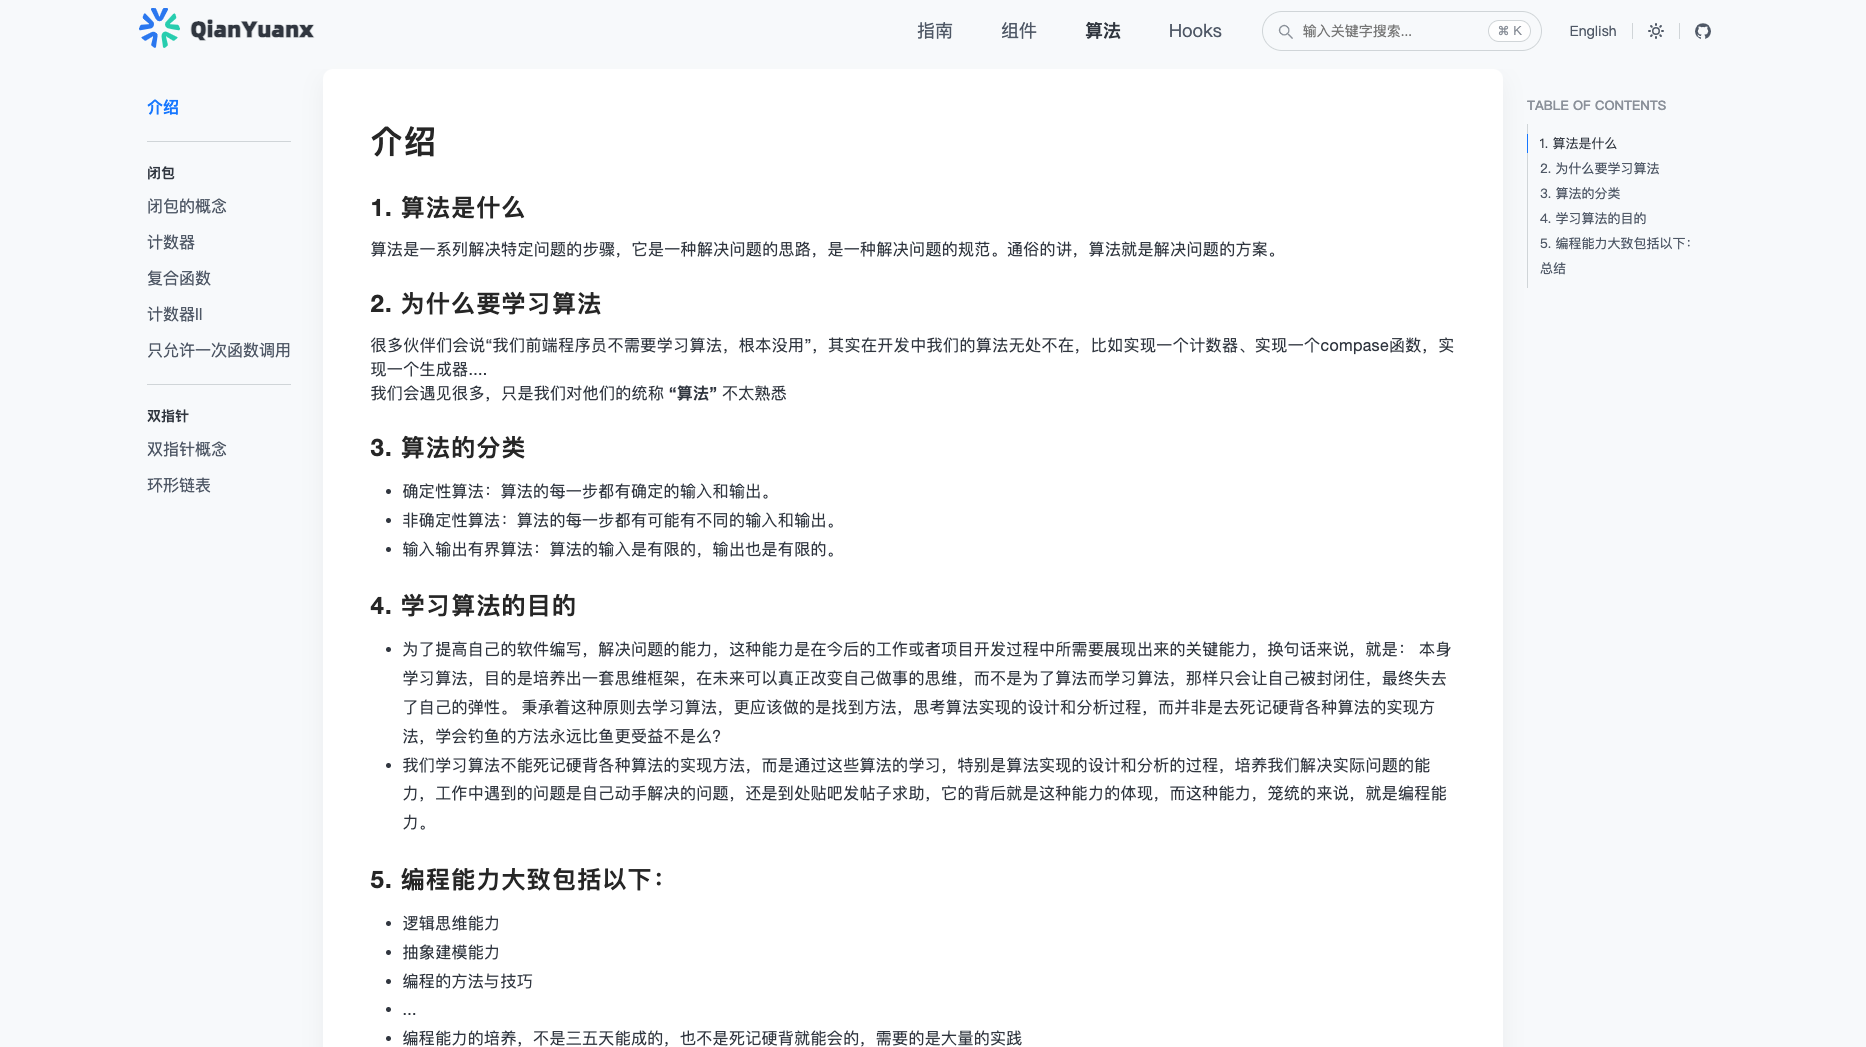 QianYuanx
指南
组件
算法
Hooks
输入关键字搜索...
⌘ K
English
介绍
闭包
闭包的概念
计数器
复合函数
计数器II
只允许一次函数调用
双指针
双指针概念
环形链表
介绍
1. 算法是什么
算法是一系列解决特定问题的步骤，它是一种解决问题的思路，是一种解决问题的规范。通俗的讲，算法就是解决问题的方案。
2. 为什么要学习算法
很多伙伴们会说“我们前端程序员不需要学习算法，根本没用”，其实在开发中我们的算法无处不在，比如实现一个计数器、实现一个compase函数，实
现一个生成器....
我们会遇见很多，只是我们对他们的统称 “算法” 不太熟悉
3. 算法的分类
• 确定性算法：算法的每一步都有确定的输入和输出。
• 非确定性算法：算法的每一步都有可能有不同的输入和输出。
• 输入输出有界算法：算法的输入是有限的，输出也是有限的。
4. 学习算法的目的
• 为了提高自己的软件编写，解决问题的能力，这种能力是在今后的工作或者项目开发过程中所需要展现出来的关键能力，换句话来说，就是： 本身
学习算法，目的是培养出一套思维框架，在未来可以真正改变自己做事的思维，而不是为了算法而学习算法，那样只会让自己被封闭住，最终失去
了自己的弹性。 秉承着这种原则去学习算法，更应该做的是找到方法，思考算法实现的设计和分析过程，而并非是去死记硬背各种算法的实现方
法，学会钓鱼的方法永远比鱼更受益不是么?
• 我们学习算法不能死记硬背各种算法的实现方法，而是通过这些算法的学习，特别是算法实现的设计和分析的过程，培养我们解决实际问题的能
力，工作中遇到的问题是自己动手解决的问题，还是到处贴吧发帖子求助，它的背后就是这种能力的体现，而这种能力，笼统的来说，就是编程能
力。
5. 编程能力大致包括以下：
• 逻辑思维能力
• 抽象建模能力
• 编程的方法与技巧
• ...
• 编程能力的培养，不是三五天能成的，也不是死记硬背就能会的，需要的是大量的实践
TABLE OF CONTENTS
1. 算法是什么
2. 为什么要学习算法
3. 算法的分类
4. 学习算法的目的
5. 编程能力大致包括以下：
总结